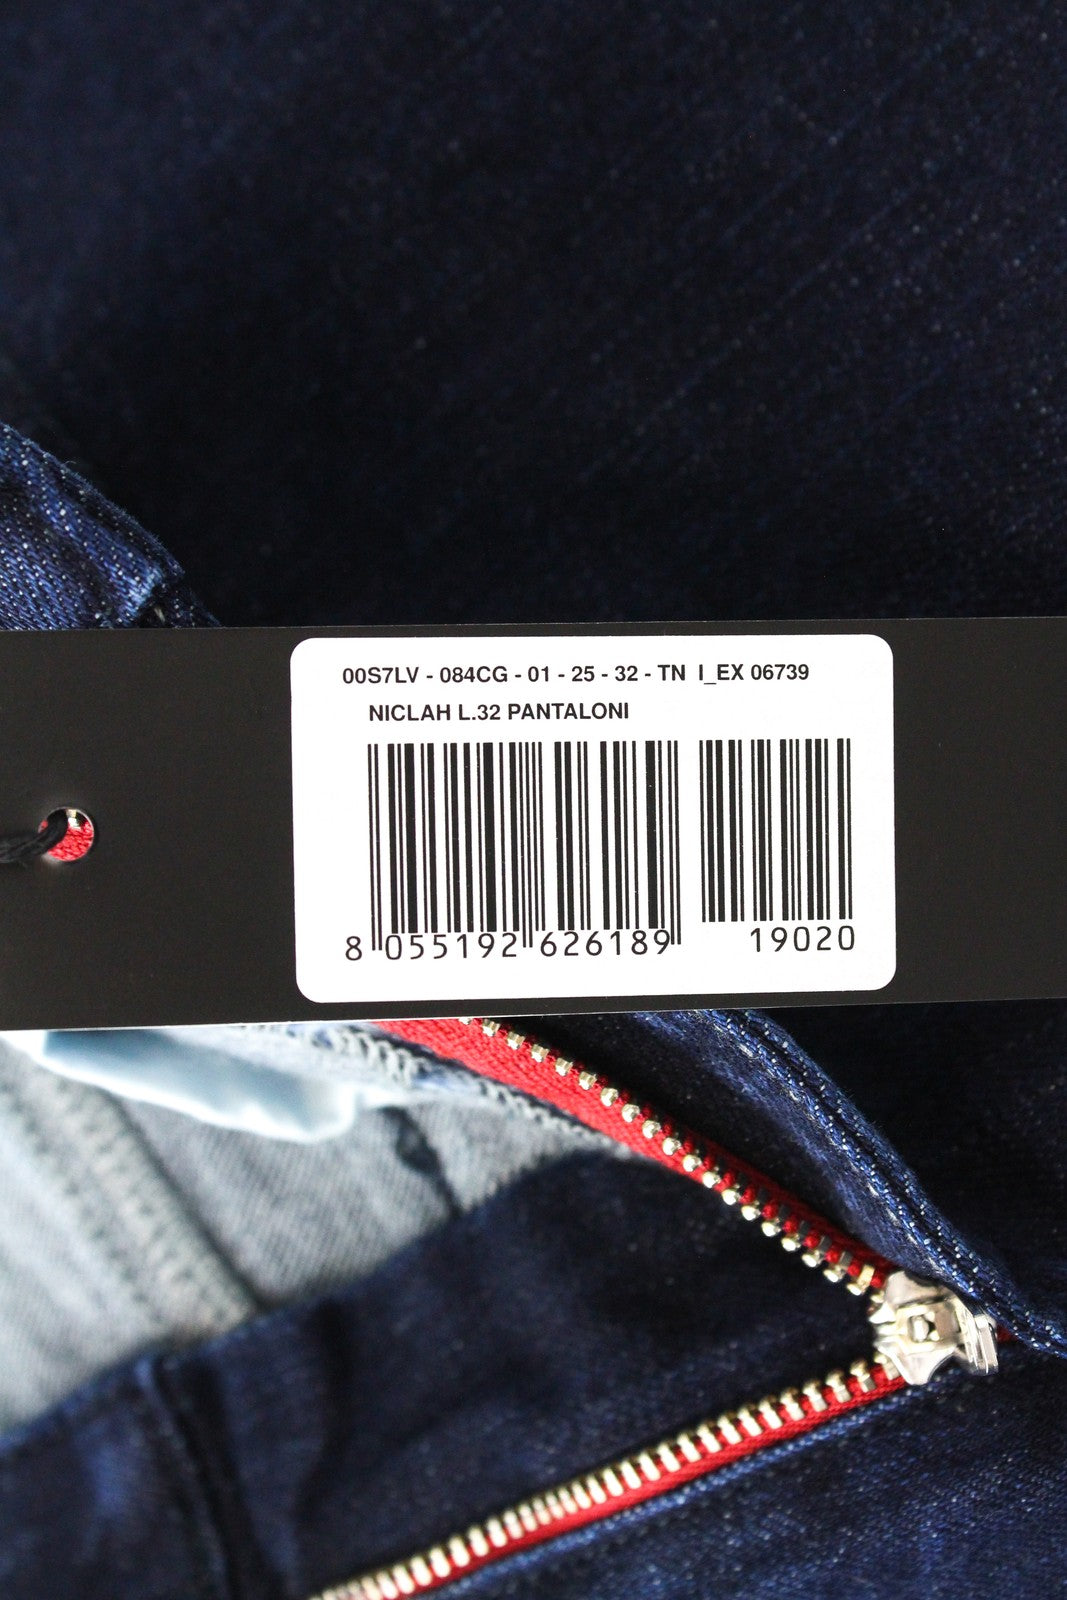 00S7LV - 084CG - 01 - 25 - 32 - TN I_EX 06739
NICLAH L.32 PANTALONI
8 055192 626189 19020